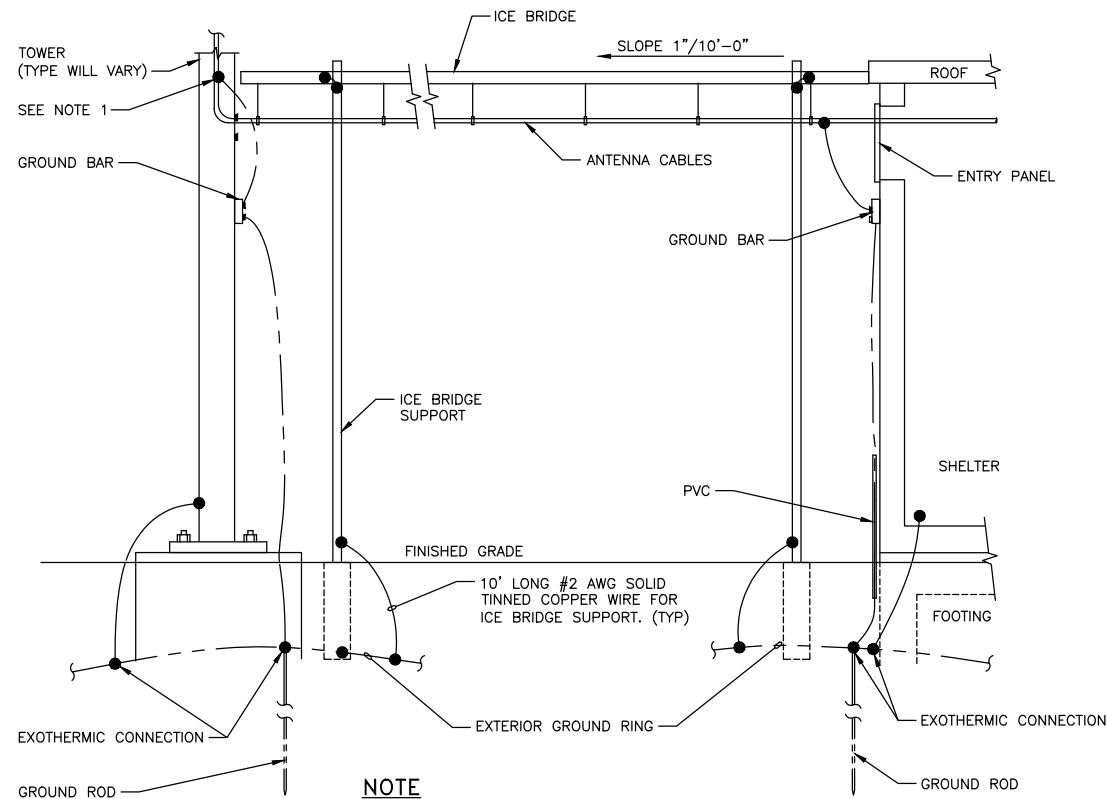 ICE BRIDGE
SLOPE 1"/10'-0"
TOWER
(TYPE WILL VARY)
ROOF
SEE NOTE 1
ANTENNA CABLES
GROUND BAR
ENTRY PANEL
GROUND BAR
ICE BRIDGE
SUPPORT
SHELTER
PVC
FINISHED GRADE
10' LONG #2 AWG SOLID
TINNED COPPER WIRE FOR
ICE BRIDGE SUPPORT. (TYP)
FOOTING
EXTERIOR GROUND RING
EXOTHERMIC CONNECTION
EXOTHERMIC CONNECTION
GROUND ROD
GROUND ROD
NOTE